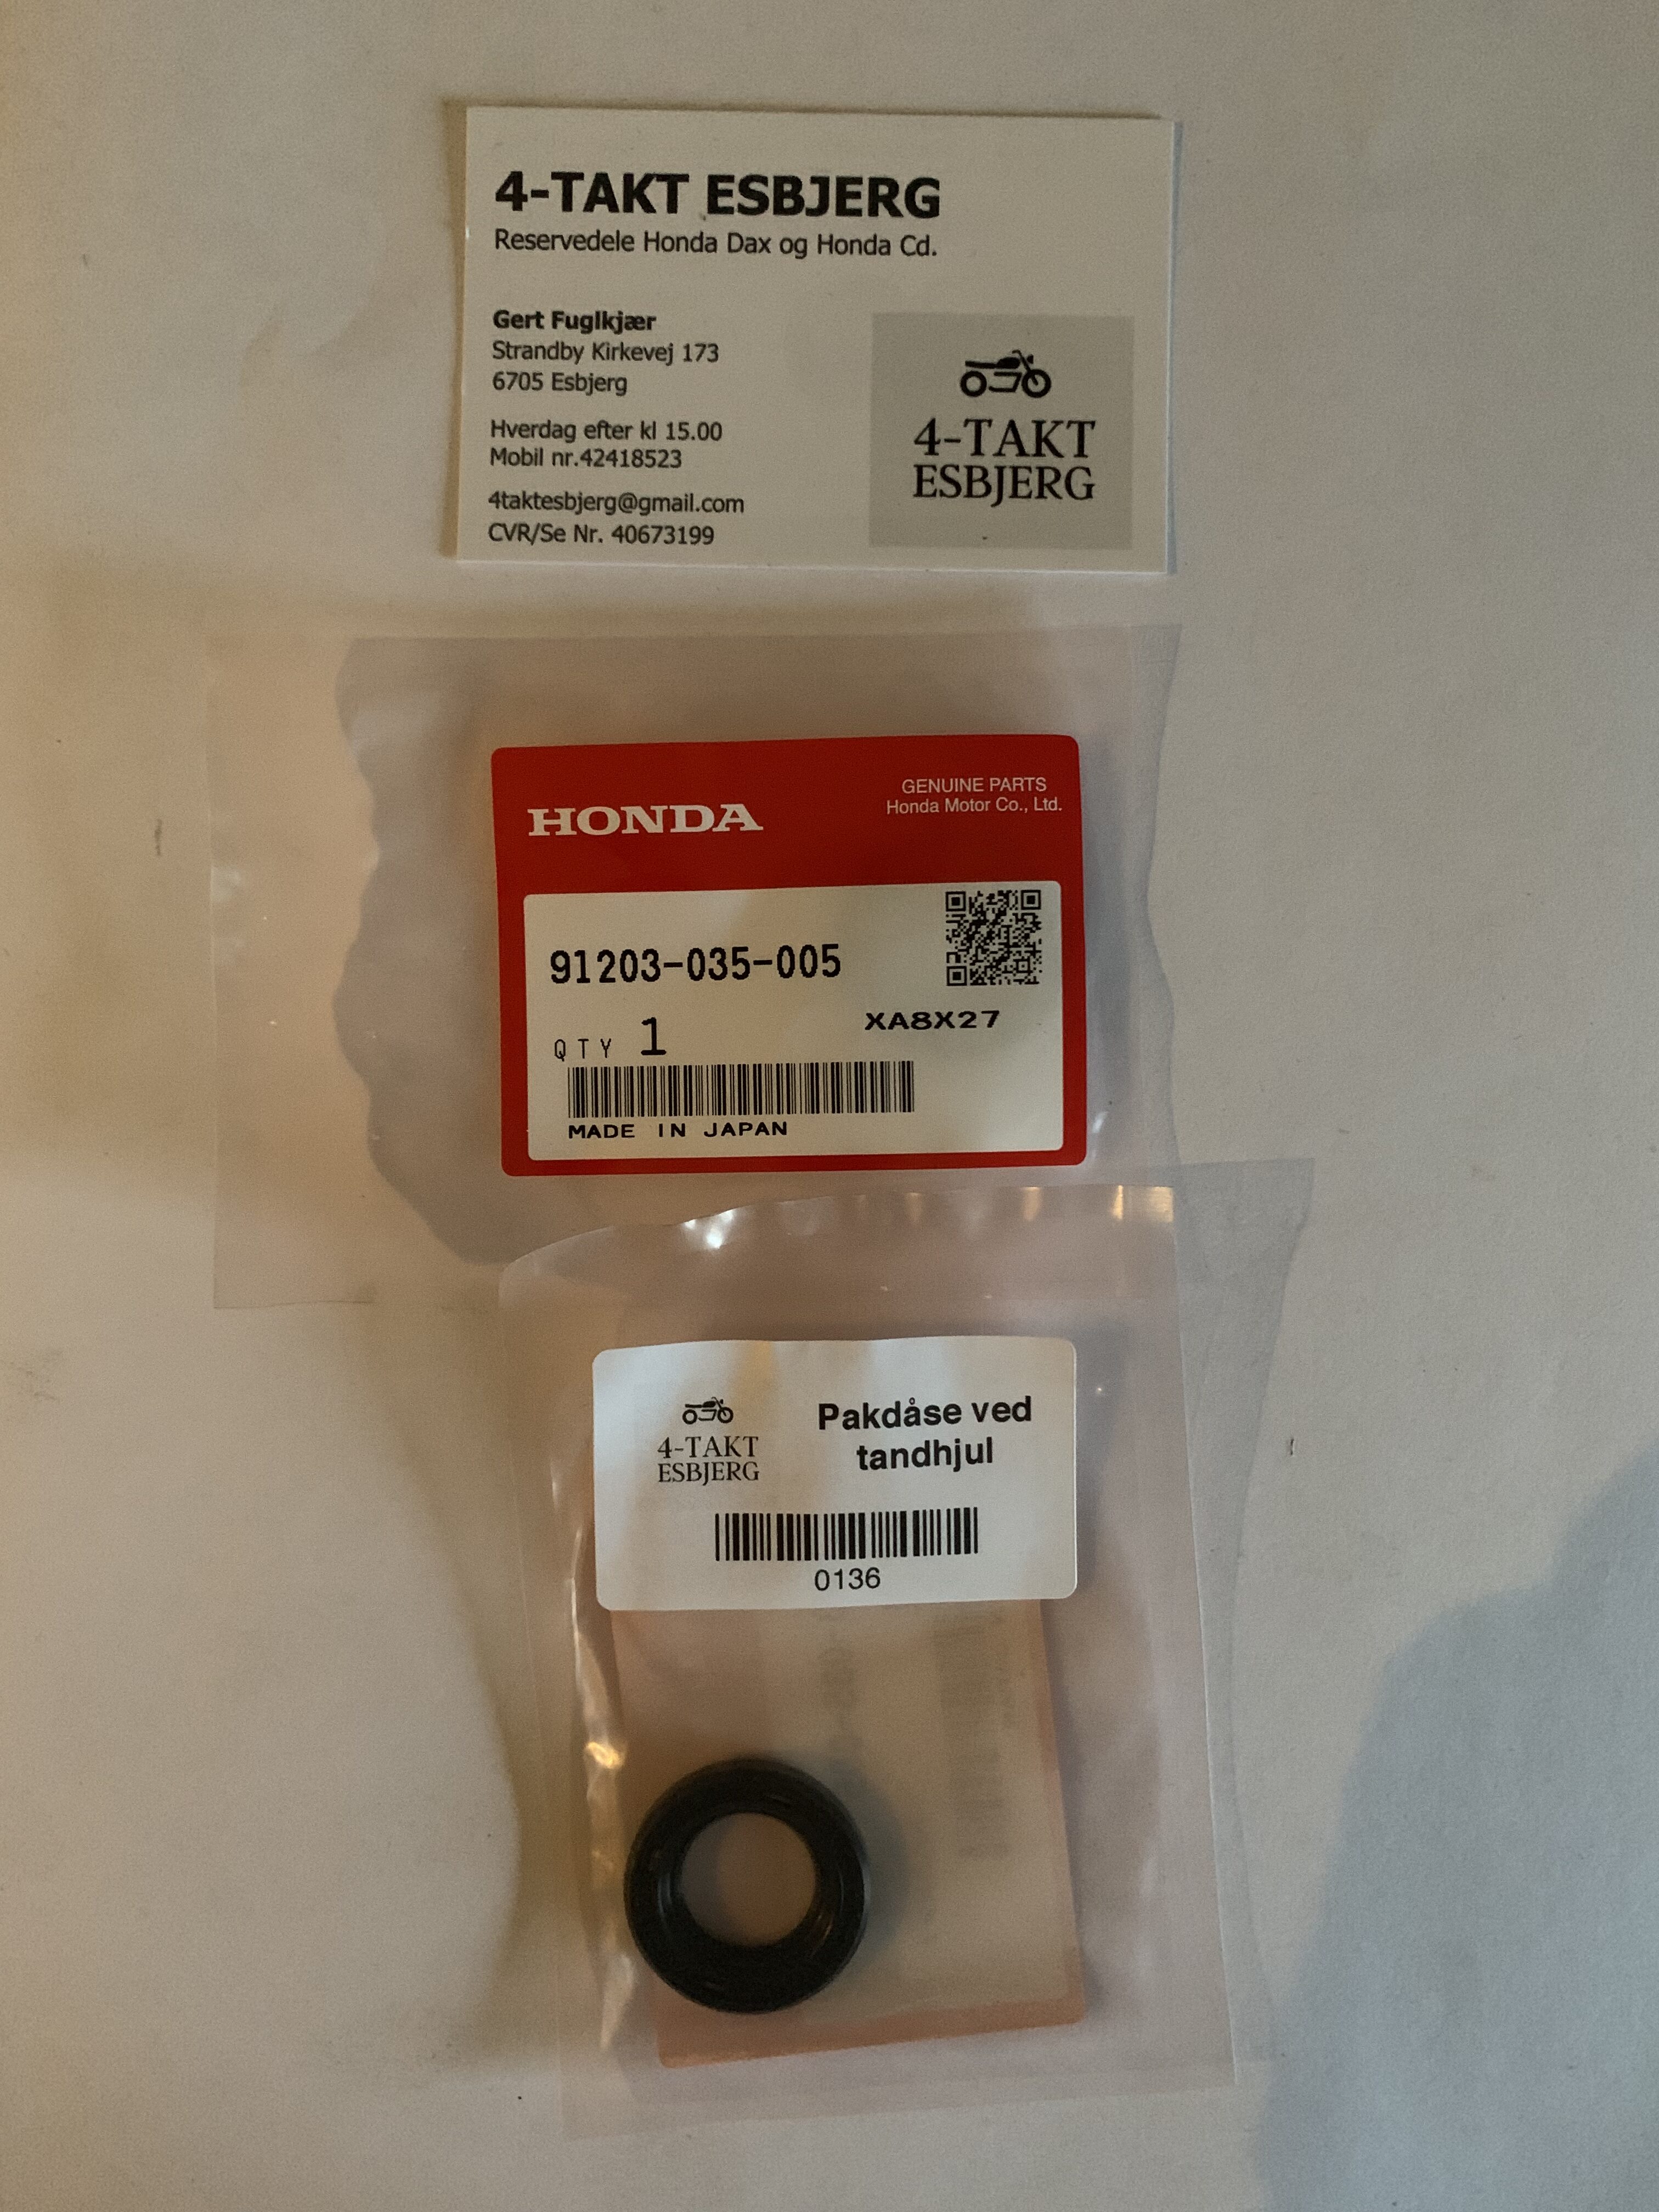 4-TAKT ESBJERG
Reservedele Honda Dax og Honda Cd.
Gert Fuglkjær
Strandby Kirkevej 173
6705 Esbjerg
Hverdag efter kl 15.00
Mobil nr.42418523
4taktesbjerg@gmail.com
CVR/Se Nr. 40673199
4-TAKT
ESBJERG
HONDA
GENUINE PARTS
Honda Motor Co., Ltd.
91203-035-005
XA8X27
QTY 1
MADE IN JAPAN
4-TAKT
ESBJERG
Pakdåse ved
tandhjul
0136